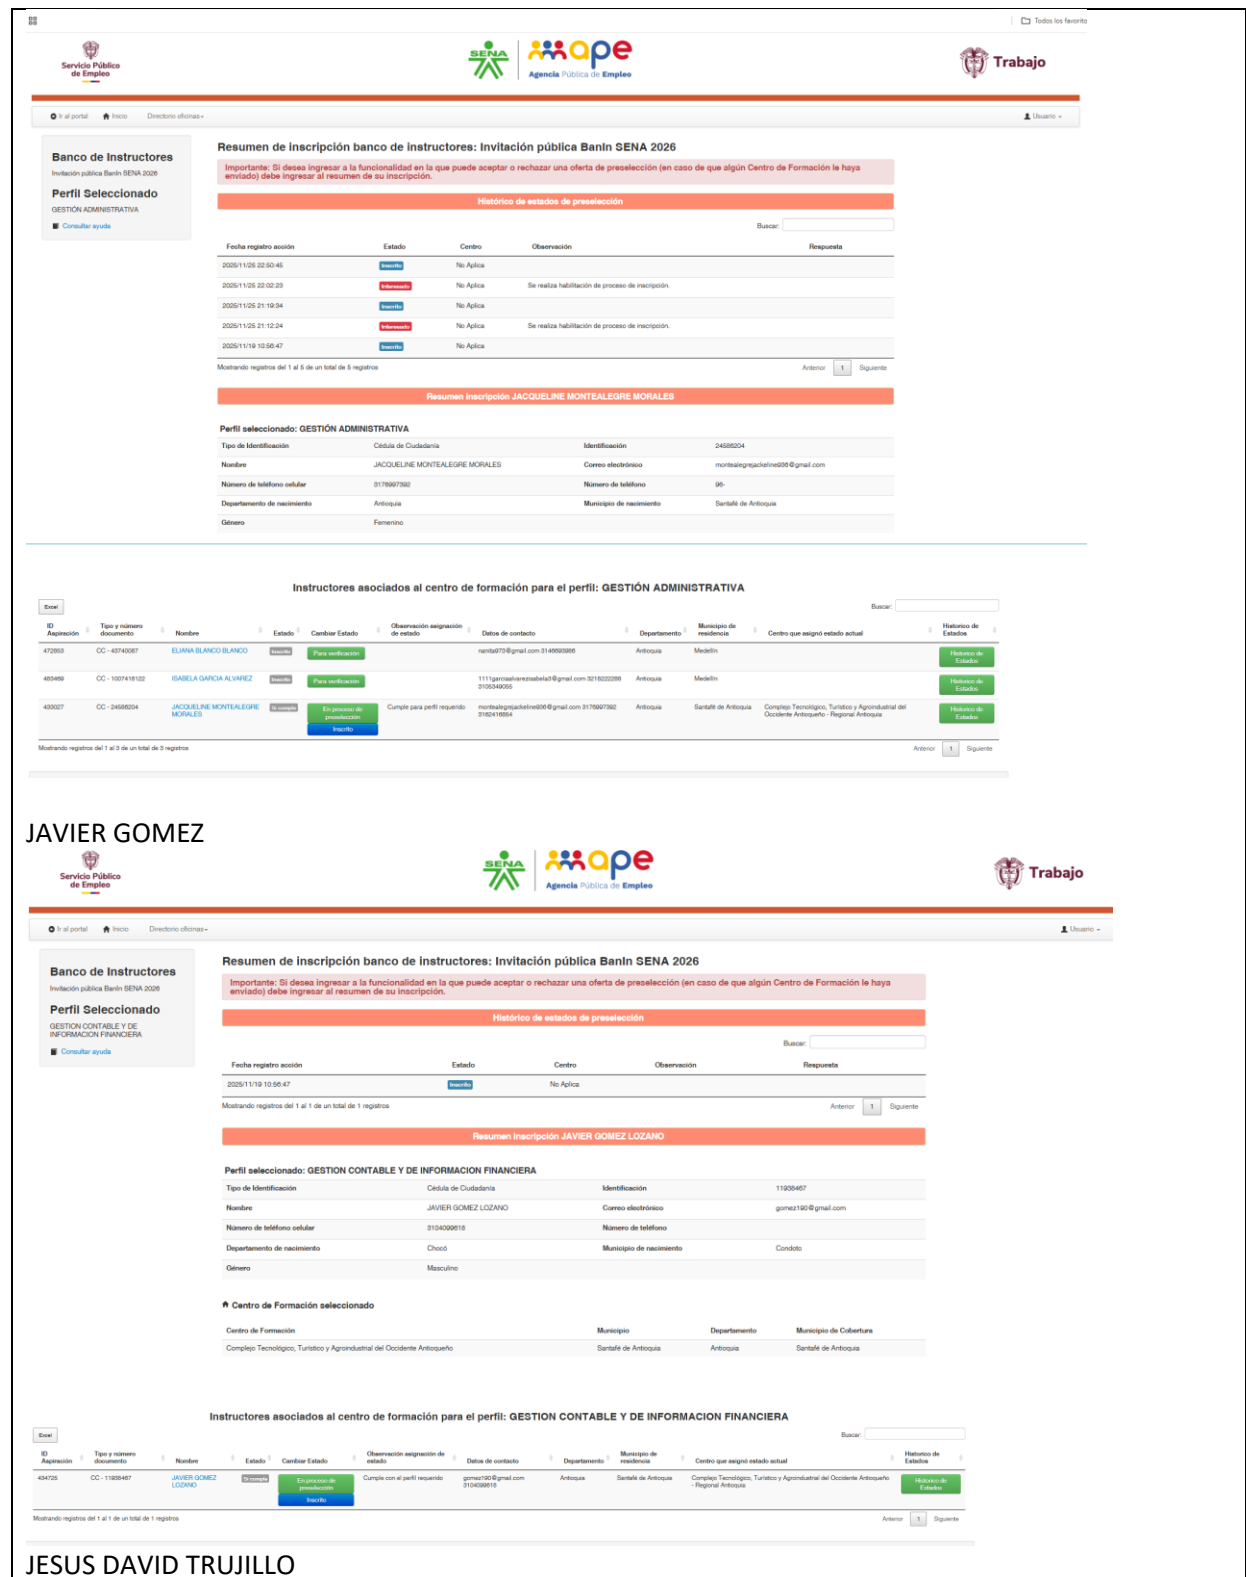 Todos los favorito
Servicio Público
de Empleo
SENA
ape
Agencia Pública de Empleo
Trabajo
Ir al portal Inicio Directorio oficinas Usuario
Banco de Instructores
Invitación pública BanIn SENA 2026
Perfil Seleccionado
GESTIÓN ADMINISTRATIVA
Consultar ayuda
Resumen de inscripción banco de instructores: Invitación pública BanIn SENA 2026
Importante: Si desea ingresar a la funcionalidad en la que puede aceptar o rechazar una oferta de preselección (en caso de que algún Centro de Formación le haya
enviado) debe ingresar al resumen de su inscripción.
Histórico de estados de preselección
Buscar:
Fecha registro acción Estado Centro Observación Respuesta
2025/11/25 22:50:45 Inscrito No Aplica
2025/11/25 22:02:23 Interesado No Aplica Se realiza habilitación de proceso de inscripción.
2025/11/25 21:19:34 Inscrito No Aplica
2025/11/25 21:12:24 Interesado No Aplica Se realiza habilitación de proceso de inscripción.
2025/11/19 10:56:47 Inscrito No Aplica
Mostrando registros del 1 al 5 de un total de 5 registros Anterior 1 Siguiente
Resumen inscripción JACQUELINE MONTEALEGRE MORALES
Perfil seleccionado: GESTIÓN ADMINISTRATIVA
Tipo de Identificación Cédula de Ciudadanía Identificación 24586204
Nombre JACQUELINE MONTEALEGRE MORALES Correo electrónico montealegrejackeline936@gmail.com
Número de teléfono celular 3176997392 Número de teléfono 96-
Departamento de nacimiento Antioquia Municipio de nacimiento Santafé de Antioquia
Género Femenino
Instructores asociados al centro de formación para el perfil: GESTIÓN ADMINISTRATIVA
Excel Buscar:
ID Aspiración Tipo y número documento Nombre Estado Cambiar Estado Observación asignación de estado Datos de contacto Departamento Municipio de residencia Centro que asignó estado actual Historico de Estados
472653 CC - 43740087 ELIANA BLANCO BLANCO Inscrito Para verificación nanita973@gmail.com 3146693986 Antioquia Medellín Historico de Estados
463469 CC - 1007418122 ISABELA GARCIA ALVAREZ Inscrito Para verificación 1111garciaalvarezisabela3@gmail.com 3218222288 3105349055 Antioquia Medellín Historico de Estados
433027 CC - 24586204 JACQUELINE MONTEALEGRE MORALES Si cumple En proceso de preselección Inscrito Cumple para perfil requerido montealegrejackeline936@gmail.com 3176997392 3162416654 Antioquia Santafé de Antioquia Complejo Tecnológico, Turístico y Agroindustrial del Occidente Antioqueño - Regional Antioquia Historico de Estados
Mostrando registros del 1 al 3 de un total de 3 registros Anterior 1 Siguiente
JAVIER GOMEZ
Servicio Público
de Empleo
SENA
ape
Agencia Pública de Empleo
Trabajo
Ir al portal Inicio Directorio oficinas Usuario
Banco de Instructores
Invitación pública BanIn SENA 2026
Perfil Seleccionado
GESTION CONTABLE Y DE
INFORMACION FINANCIERA
Consultar ayuda
Resumen de inscripción banco de instructores: Invitación pública BanIn SENA 2026
Importante: Si desea ingresar a la funcionalidad en la que puede aceptar o rechazar una oferta de preselección (en caso de que algún Centro de Formación le haya
enviado) debe ingresar al resumen de su inscripción.
Histórico de estados de preselección
Buscar:
Fecha registro acción Estado Centro Observación Respuesta
2025/11/19 10:56:47 Inscrito No Aplica
Mostrando registros del 1 al 1 de un total de 1 registros Anterior 1 Siguiente
Resumen inscripción JAVIER GOMEZ LOZANO
Perfil seleccionado: GESTION CONTABLE Y DE INFORMACION FINANCIERA
Tipo de Identificación Cédula de Ciudadanía Identificación 11938467
Nombre JAVIER GOMEZ LOZANO Correo electrónico gomez190@gmail.com
Número de teléfono celular 3104099618 Número de teléfono
Departamento de nacimiento Chocó Municipio de nacimiento Condoto
Género Masculino
Centro de Formación seleccionado
Centro de Formación Municipio Departamento Municipio de Cobertura
Complejo Tecnológico, Turístico y Agroindustrial del Occidente Antioqueño Santafé de Antioquia Antioquia Santafé de Antioquia
Instructores asociados al centro de formación para el perfil: GESTION CONTABLE Y DE INFORMACION FINANCIERA
Excel Buscar:
ID Aspiración Tipo y número documento Nombre Estado Cambiar Estado Observación asignación de estado Datos de contacto Departamento Municipio de residencia Centro que asignó estado actual Historico de Estados
434725 CC - 11938467 JAVIER GOMEZ LOZANO Si cumple En proceso de preselección Inscrito Cumple con el perfil requerido gomez190@gmail.com 3104099618 Antioquia Santafé de Antioquia Complejo Tecnológico, Turístico y Agroindustrial del Occidente Antioqueño - Regional Antioquia Historico de Estados
Mostrando registros del 1 al 1 de un total de 1 registros Anterior 1 Siguiente
JESUS DAVID TRUJILLO